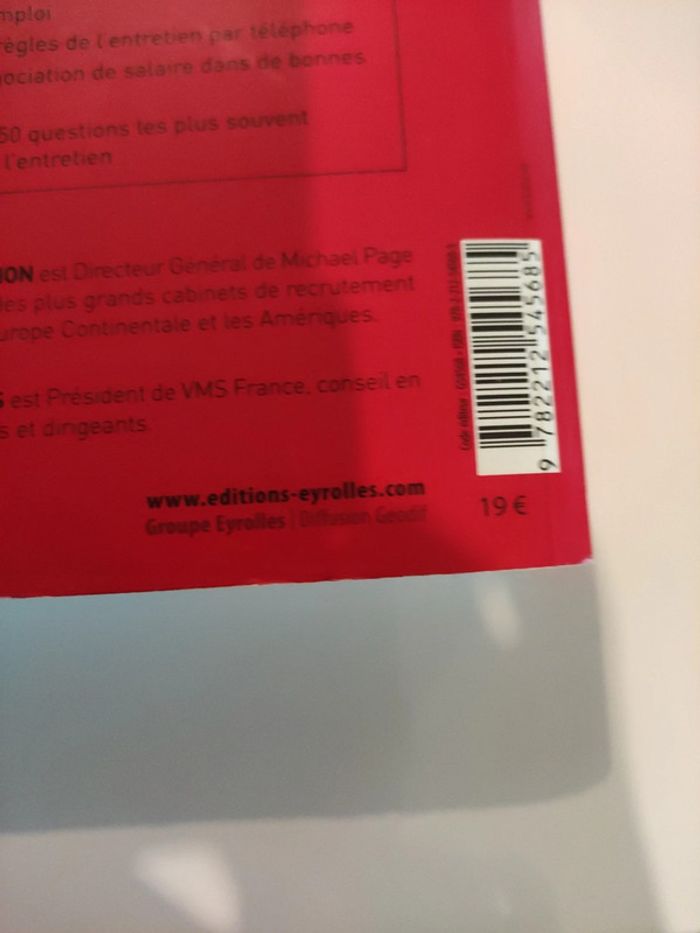 mploi
règles de l'entretien par téléphone
ociation de salaire dans de bonnes
50 questions les plus souvent
l'entretien
ION est Directeur Général de Michael Page
les plus grands cabinets de recrutement
urope Continentale et les Amériques.
S est Président de VMS France, conseil en
s et dirigeants.
www.editions-eyrolles.com
Groupe Eyrolles | Diffusion Geodif
9 782212 545685
19 €